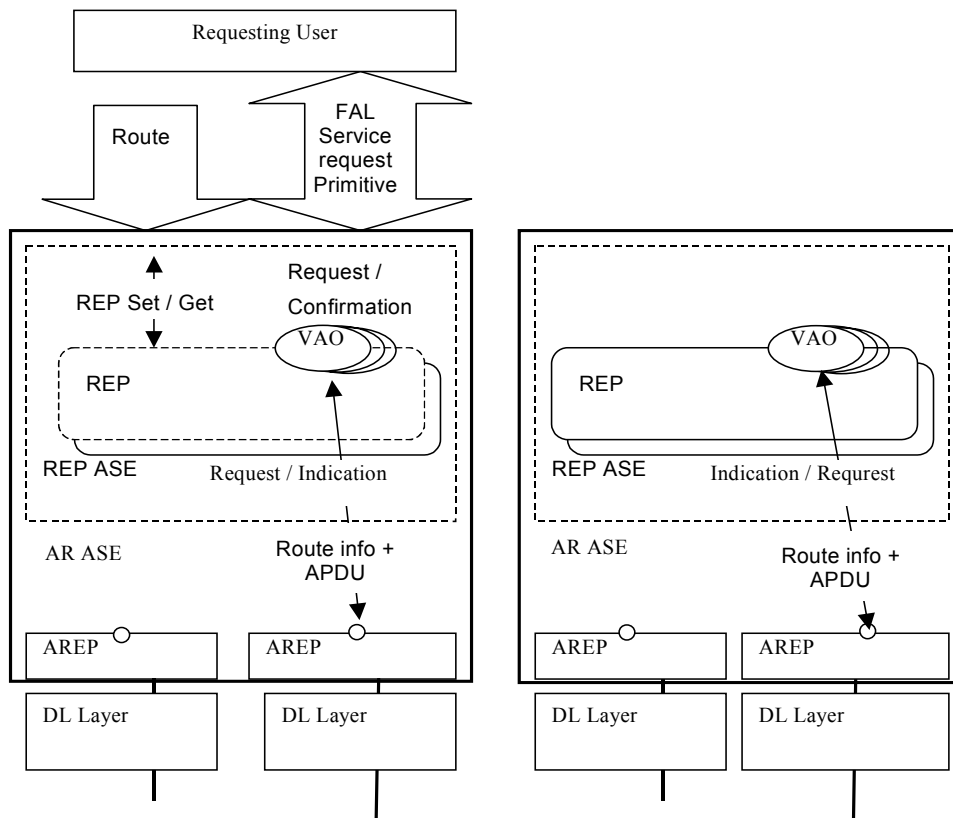 Requesting User
Route
FAL
Service
request
Primitive
REP Set / Get
Request /
Confirmation
VAO
REP
REP ASE
Request / Indication
AR ASE
Route info +
APDU
AREP
AREP
DL Layer
DL Layer
VAO
REP
REP ASE
Indication / Requrest
AR ASE
Route info +
APDU
AREP
AREP
DL Layer
DL Layer